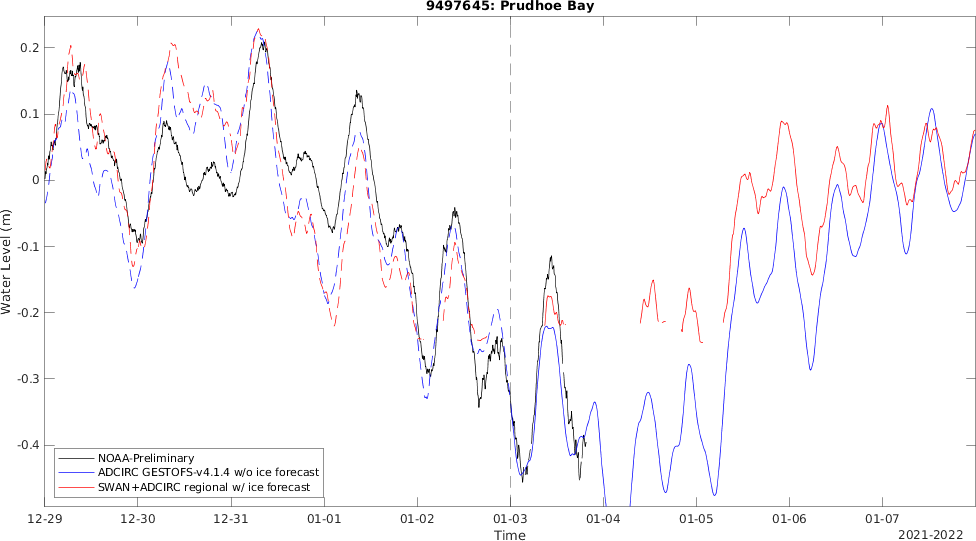 9497645: Prudhoe Bay
0.2
0.1
0
-0.1
-0.2
-0.3
-0.4
Water Level (m)
NOAA-Preliminary
ADCIRC GESTOFS-v4.1.4 w/o ice forecast
SWAN+ADCIRC regional w/ ice forecast
12-29 12-30 12-31 01-01 01-02 01-03 01-04 01-05 01-06 01-07
Time
2021-2022